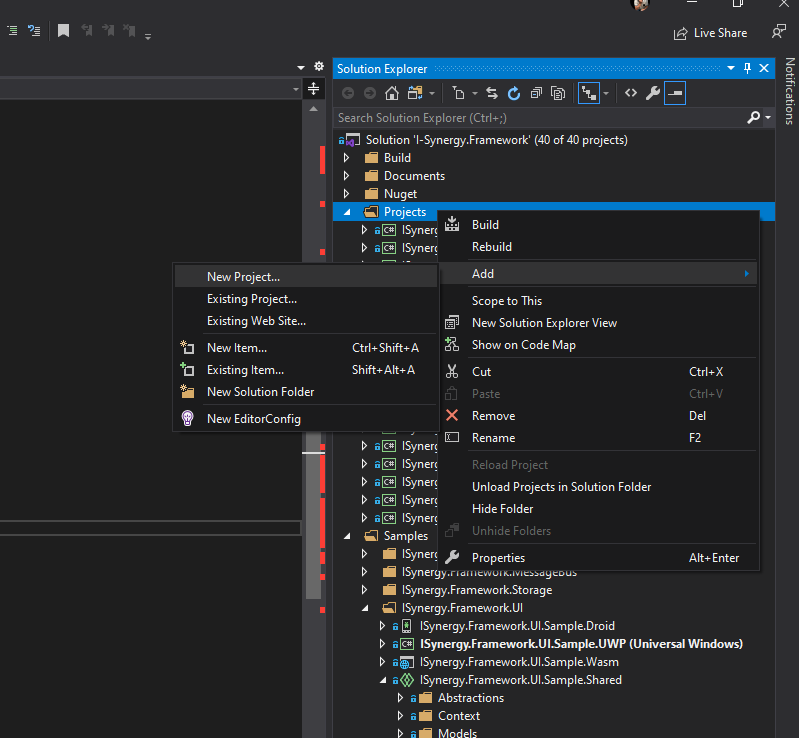 Live Share
Solution Explorer
Notifications
Search Solution Explorer (Ctrl+;)
Solution 'I-Synergy.Framework' (40 of 40 projects)
Build
Documents
Nuget
Projects
C# ISynerg
C# ISynerg
Build
Rebuild
Add
Scope to This
New Solution Explorer View
Show on Code Map
Cut Ctrl+X
Paste Ctrl+V
Remove Del
Rename F2
Reload Project
Unload Projects in Solution Folder
Hide Folder
Unhide Folders
Properties Alt+Enter
New Project...
Existing Project...
Existing Web Site...
New Item... Ctrl+Shift+A
Existing Item... Shift+Alt+A
New Solution Folder
New EditorConfig
C# ISynerg
C# ISynerg
C# ISynerg
C# ISynerg
C# ISynerg
Samples
ISynerg
ISynergy.Framework.MessageBus
ISynergy.Framework.Storage
ISynergy.Framework.UI
ISynergy.Framework.UI.Sample.Droid
C# ISynergy.Framework.UI.Sample.UWP (Universal Windows)
ISynergy.Framework.UI.Sample.Wasm
ISynergy.Framework.UI.Sample.Shared
Abstractions
Context
Models